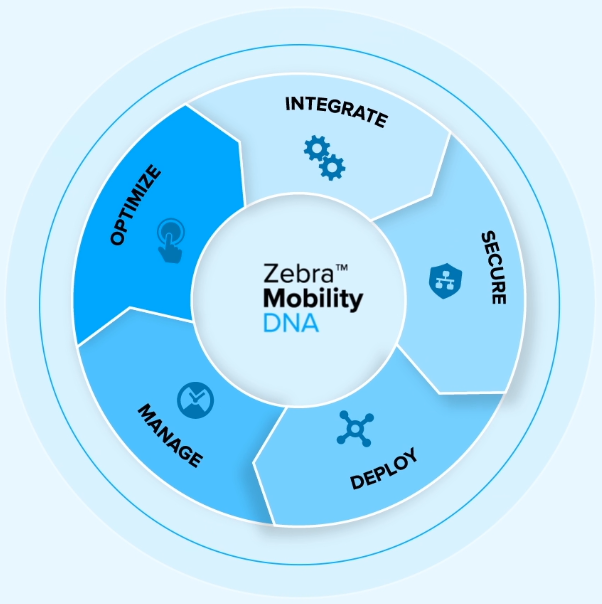 INTEGRATE
SECURE
DEPLOY
MANAGE
OPTIMIZE
Zebra™
Mobility
DNA